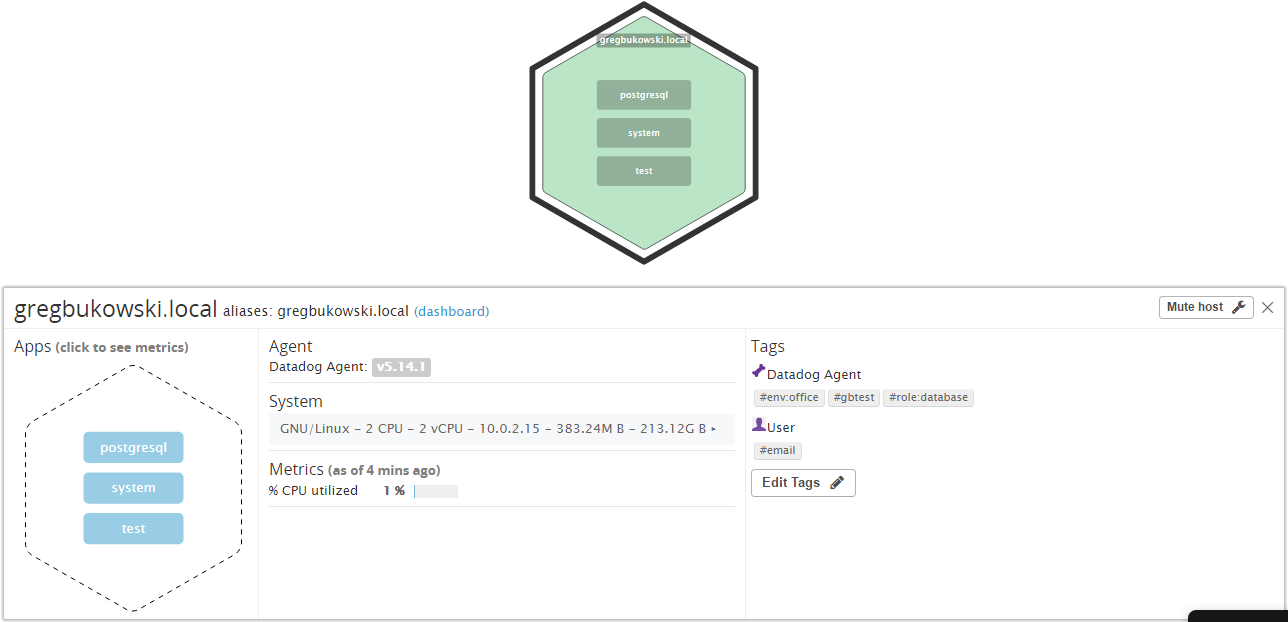 gregbukowski.local
postgresql
system
test
gregbukowski.local aliases: gregbukowski.local (dashboard)
Mute host
Apps (click to see metrics)
postgresql
system
test
Agent
Datadog Agent: v5.14.1
System
GNU/Linux – 2 CPU – 2 vCPU – 10.0.2.15 – 383.24M B – 213.12G B ▸
Metrics (as of 4 mins ago)
% CPU utilized 1 %
Tags
Datadog Agent
#env:office #gbtest #role:database
User
#email
Edit Tags